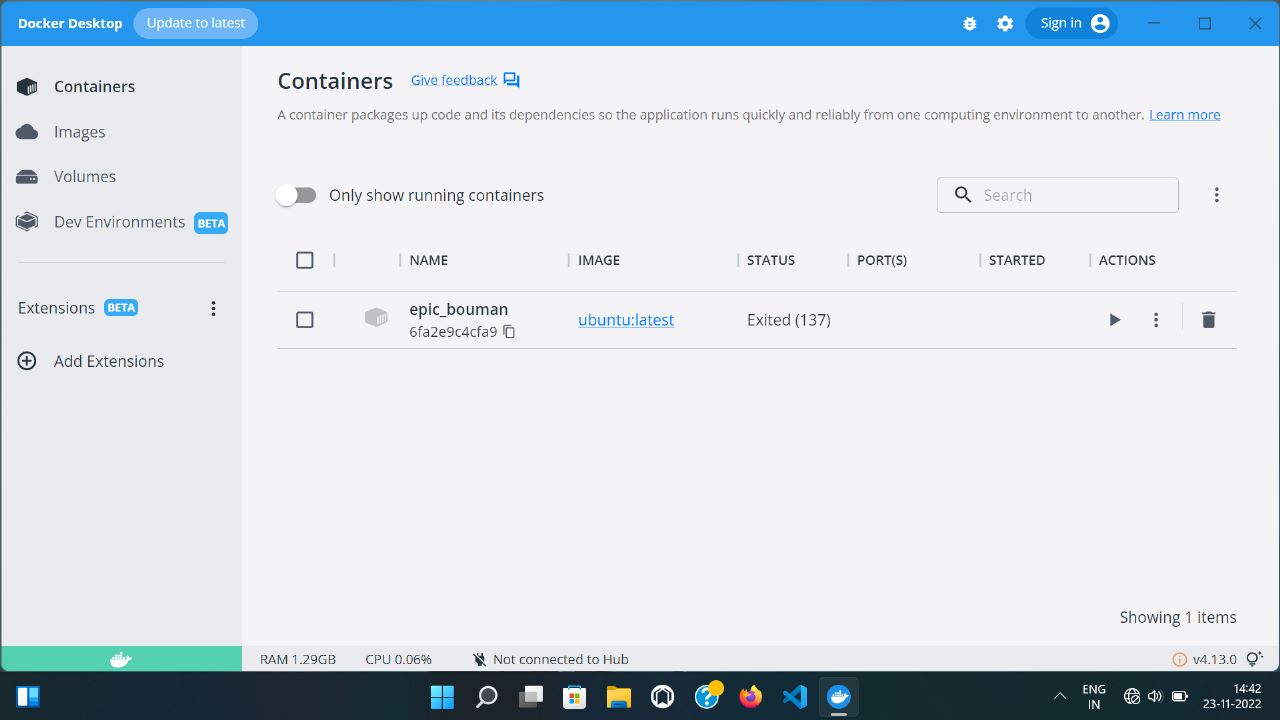 Docker Desktop Update to latest Sign in
Containers
Images
Volumes
Dev Environments BETA
Extensions BETA
Add Extensions
Containers Give feedback
A container packages up code and its dependencies so the application runs quickly and reliably from one computing environment to another. Learn more
Only show running containers Search
NAME IMAGE STATUS PORT(S) STARTED ACTIONS
epic_bouman
6fa2e9c4cfa9
ubuntu:latest Exited (137)
Showing 1 items
RAM 1.29GB CPU 0.06% Not connected to Hub v4.13.0
ENG
IN
14:42
23-11-2022